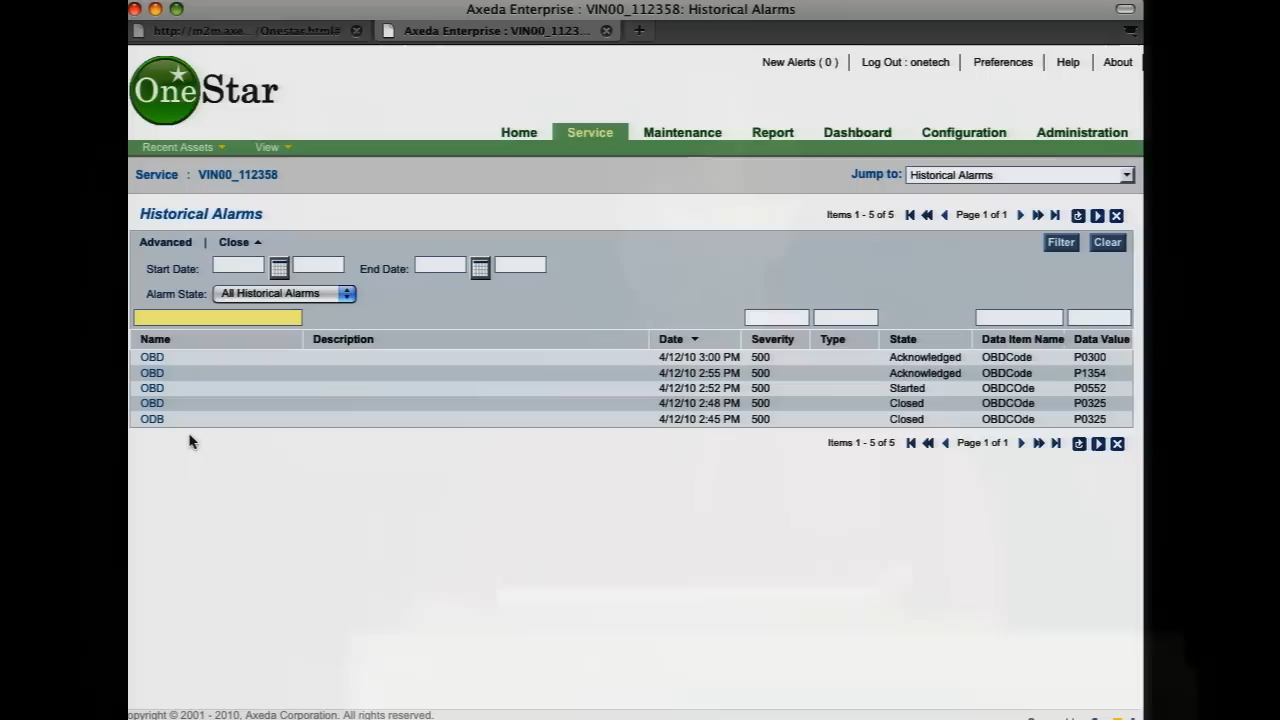 Axeda Enterprise : VIN00_112358: Historical Alarms
http://m2m.axe... /Onestar.html# Axeda Enterprise : VIN00_1123... +
New Alerts ( 0 ) | Log Out : onetech | Preferences | Help | About
OneStar
Home Service Maintenance Report Dashboard Configuration Administration
Recent Assets View
Service : VIN00_112358 Jump to: Historical Alarms
Historical Alarms Items 1 - 5 of 5 Page 1 of 1
Advanced | Close Filter Clear
Start Date: End Date:
Alarm State: All Historical Alarms
Name Description Date Severity Type State Data Item Name Data Value
OBD 4/12/10 3:00 PM 500 Acknowledged OBDCode P0300
OBD 4/12/10 2:55 PM 500 Acknowledged OBDCode P1354
OBD 4/12/10 2:52 PM 500 Started OBDCOde P0552
OBD 4/12/10 2:48 PM 500 Closed OBDCOde P0325
ODB 4/12/10 2:45 PM 500 Closed OBDCOde P0325
Items 1 - 5 of 5 Page 1 of 1
opyright © 2001 - 2010, Axeda Corporation. All rights reserved.